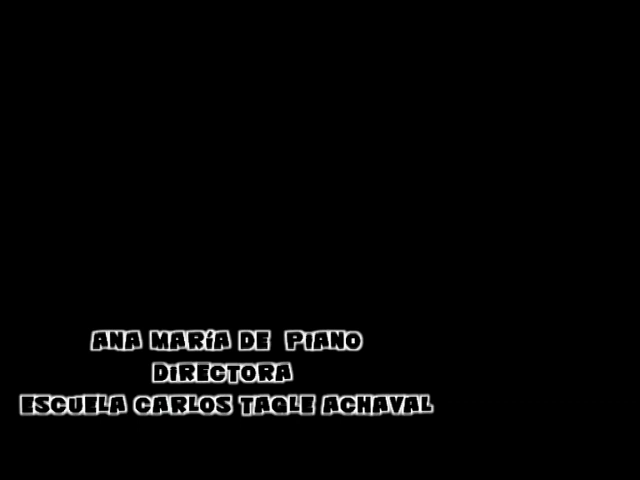 ANA MARÍA DE PIANO
DIRECTORA
ESCUELA CARLOS TAGLE ACHAVAL